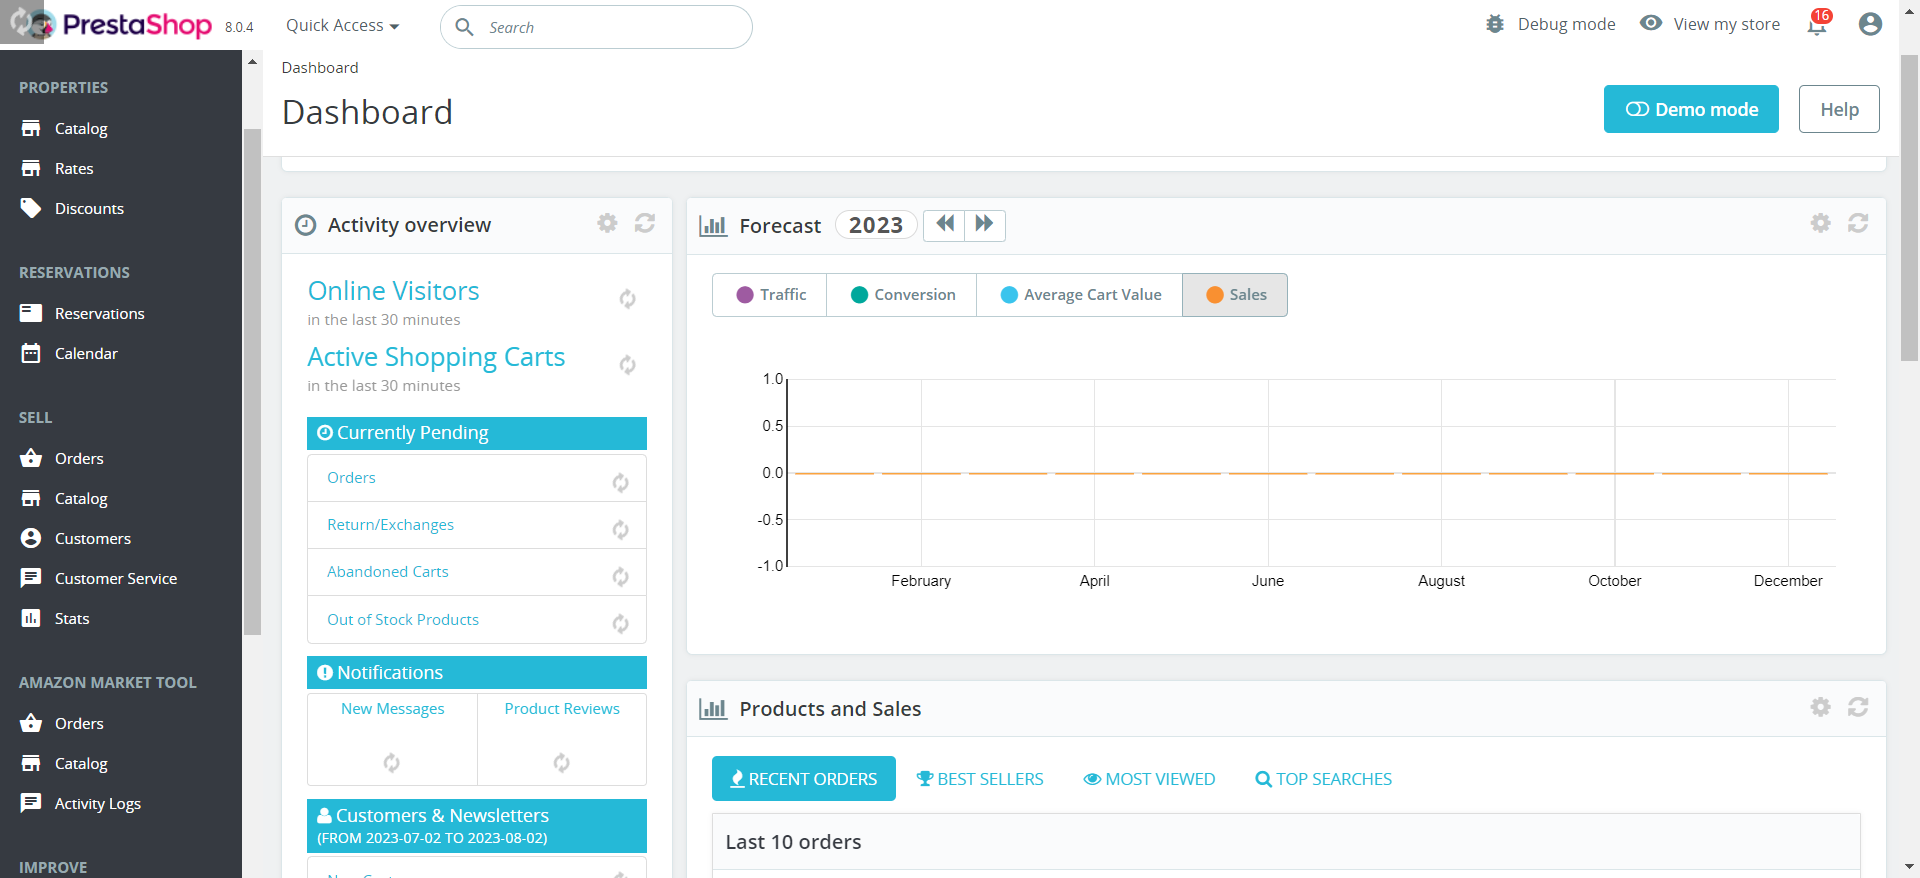 PrestaShop 8.0.4
Quick Access
Search
Debug mode
View my store
16
Dashboard
Dashboard
Demo mode
Help
PROPERTIES
Catalog
Rates
Discounts
RESERVATIONS
Reservations
Calendar
SELL
Orders
Catalog
Customers
Customer Service
Stats
AMAZON MARKET TOOL
Orders
Catalog
Activity Logs
IMPROVE
Activity overview
Online Visitors
in the last 30 minutes
Active Shopping Carts
in the last 30 minutes
Currently Pending
Orders
Return/Exchanges
Abandoned Carts
Out of Stock Products
Notifications
New Messages
Product Reviews
Customers & Newsletters
(FROM 2023-07-02 TO 2023-08-02)
Forecast 2023
Traffic
Conversion
Average Cart Value
Sales
1.0
0.5
0.0
-0.5
-1.0
February April June August October December
Products and Sales
RECENT ORDERS
BEST SELLERS
MOST VIEWED
TOP SEARCHES
Last 10 orders